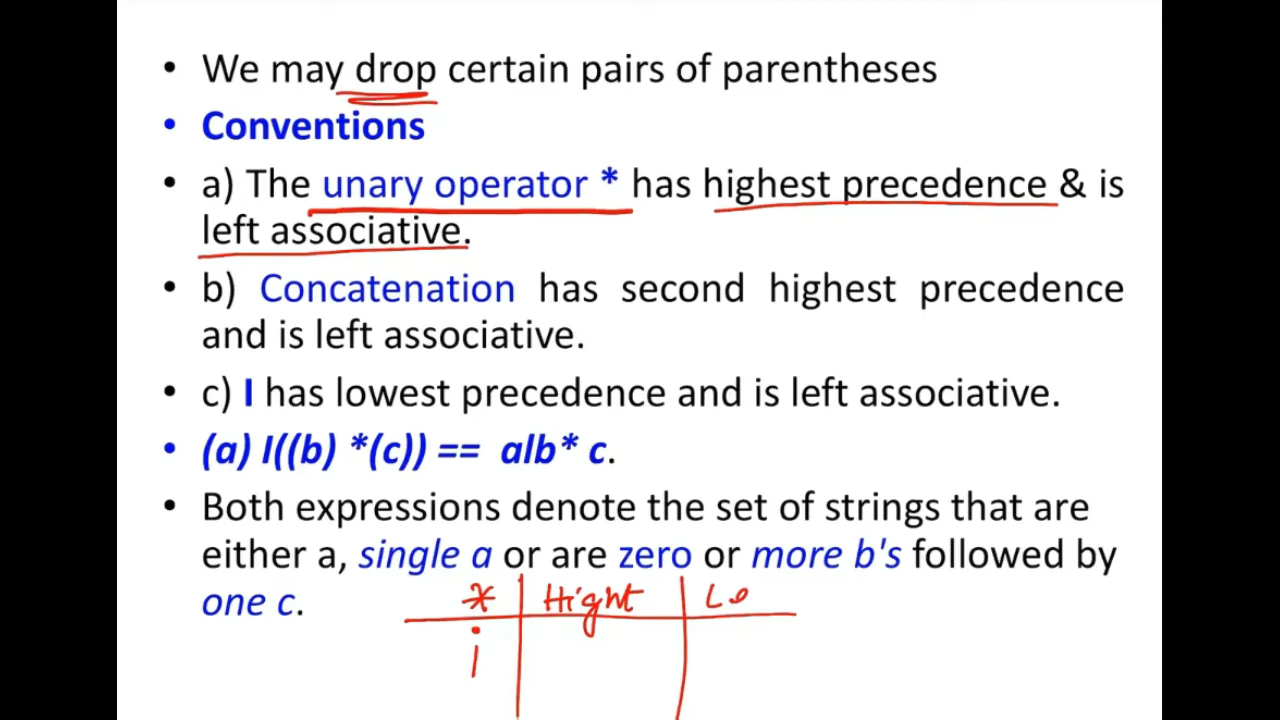 • We may drop certain pairs of parentheses
• Conventions
• a) The unary operator * has highest precedence & is
left associative.
• b) Concatenation has second highest precedence
and is left associative.
• c) I has lowest precedence and is left associative.
• (a) I((b) *(c)) == aIb* c.
• Both expressions denote the set of strings that are
either a, single a or are zero or more b's followed by
one c.
* Hight Le
•
|